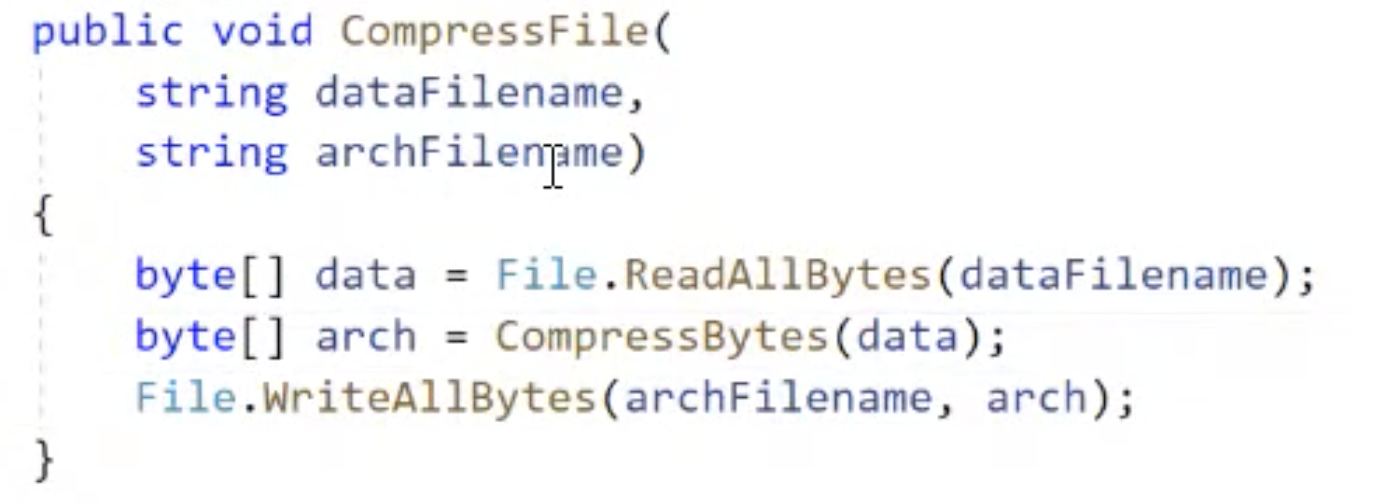 public void CompressFile(
string dataFilename,
string archFilename)
{
byte[] data = File.ReadAllBytes(dataFilename);
byte[] arch = CompressBytes(data);
File.WriteAllBytes(archFilename, arch);
}